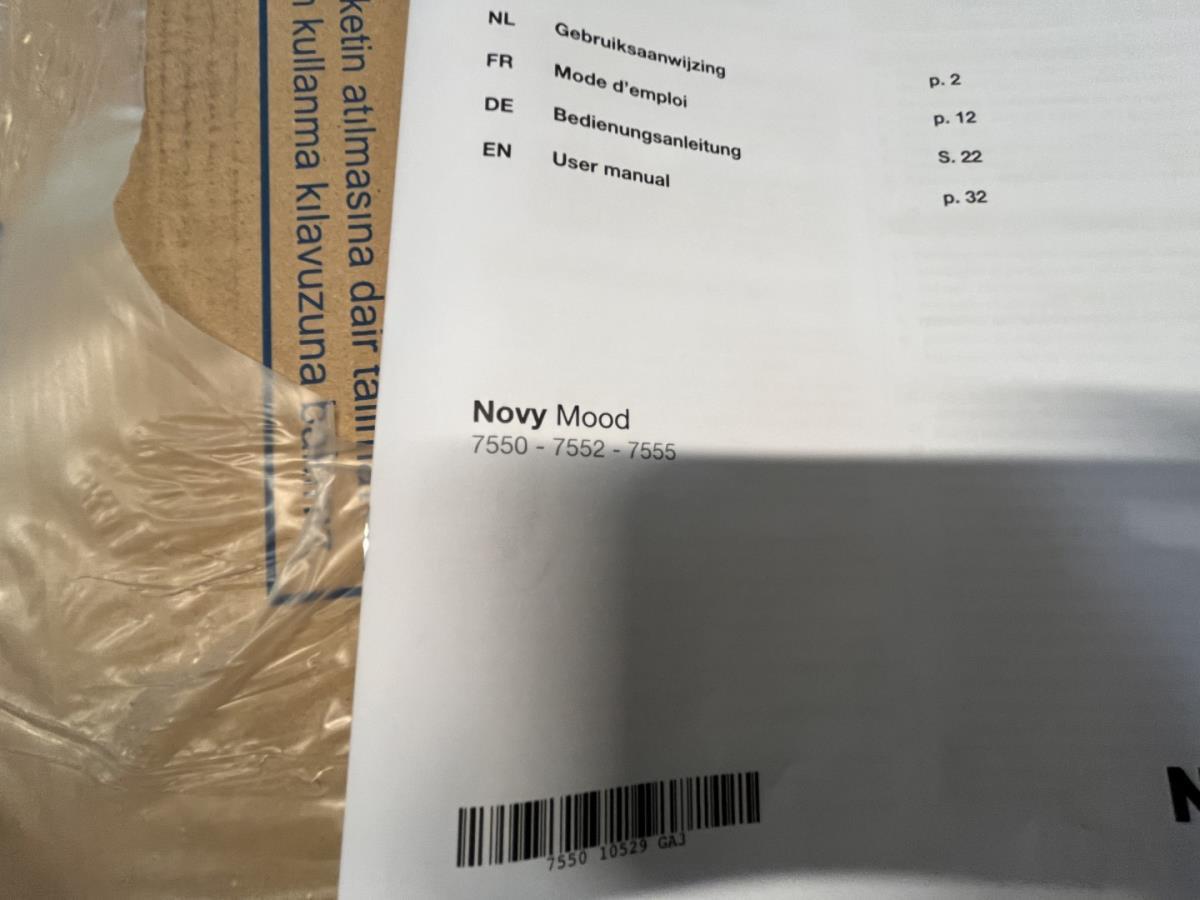 ketin atılmasına dair
kullanma kılavuzuna
NL Gebruiksaanwijzing p. 2
FR Mode d'emploi p. 12
DE Bedienungsanleitung S. 22
EN User manual p. 32
Novy Mood
7550 - 7552 - 7555
7550 10529 GAJ